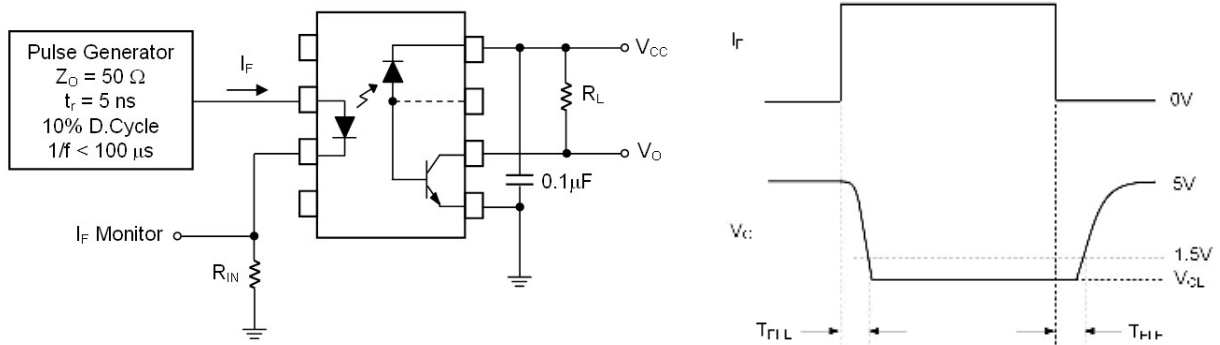 Pulse Generator
Z_O = 50 Ω
t_r = 5 ns
10% D.Cycle
1/f < 100 μs
I_F
V_CC
R_L
V_O
0.1μF
I_F Monitor
R_IN
0V
5V
1.5V